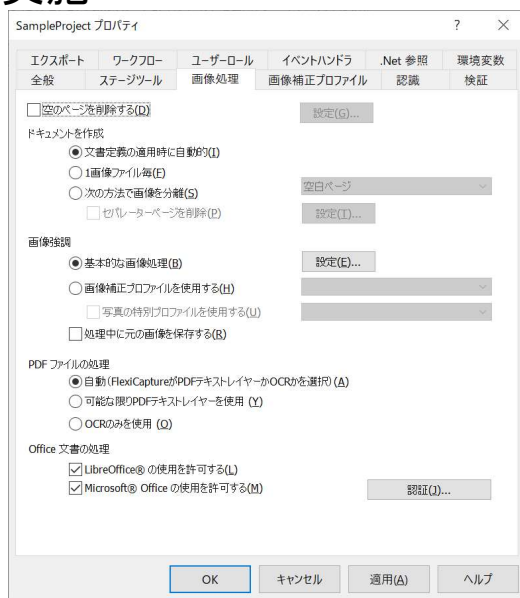 SampleProject プロパティ ? ×
エクスポート ワークフロー ユーザーロール イベントハンドラ .Net 参照 環境変数
全般 ステージツール 画像処理 画像補正プロファイル 認識 検証
空のページを削除する(D) 設定(G)...
ドキュメントを作成
文書定義の適用時に自動的(I)
1画像ファイル毎(F)
次の方法で画像を分離(S) 空白ページ
セパレーターページを削除(P) 設定(T)...
画像強調
基本的な画像処理(B) 設定(E)...
画像補正プロファイルを使用する(H)
写真の特別プロファイルを使用する(U)
処理中に元の画像を保存する(R)
PDF ファイルの処理
自動(FlexiCaptureがPDFテキストレイヤーかOCRかを選択) (A)
可能な限りPDFテキストレイヤーを使用 (Y)
OCRのみを使用 (O)
Office 文書の処理
LibreOffice® の使用を許可する(L)
Microsoft® Office の使用を許可する(M) 認証(J)...
OK キャンセル 適用(A) ヘルプ